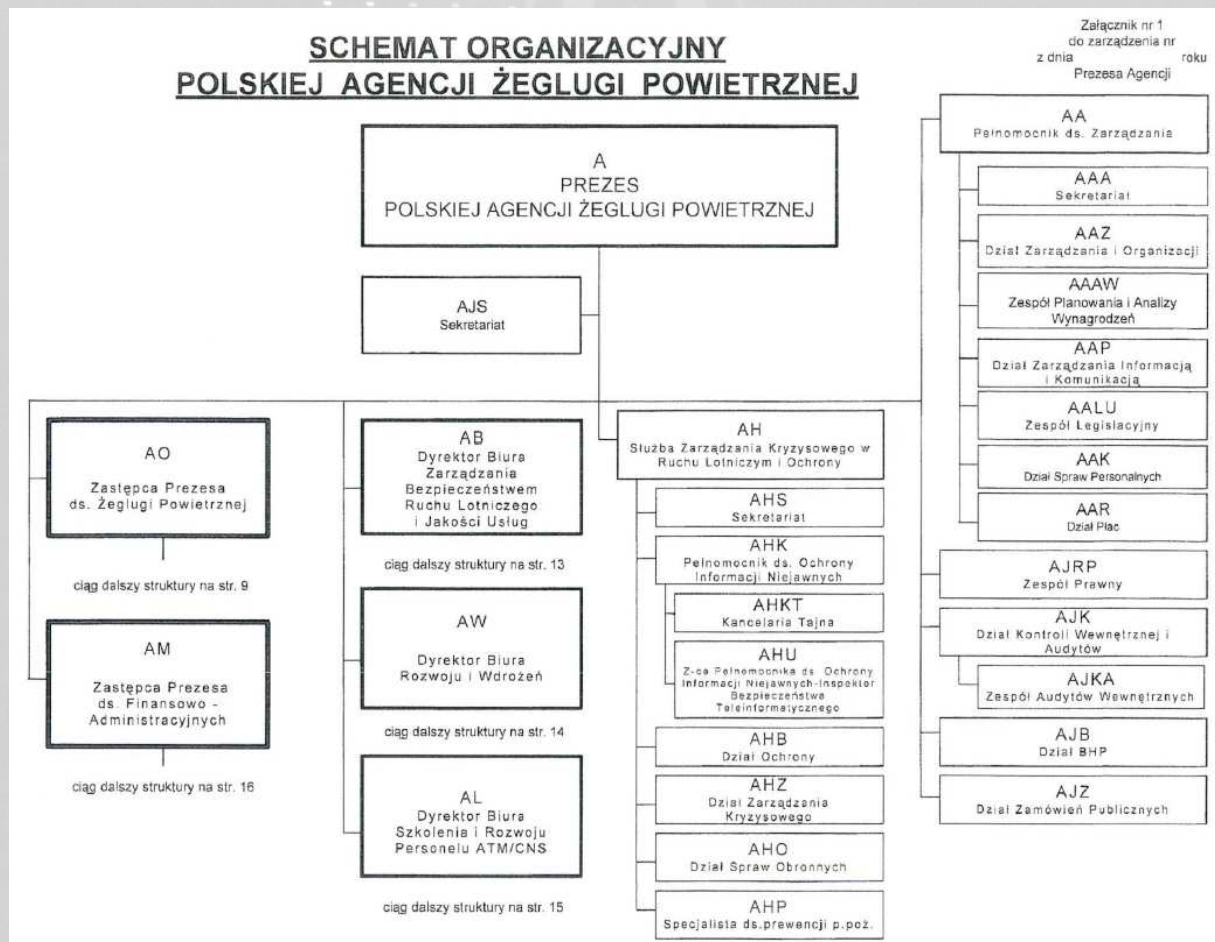 SCHEMAT ORGANIZACYJNY
POLSKIEJ AGENCJI ŻEGLUGI POWIETRZNEJ
Załącznik nr 1
do zarządzenia nr
z dnia roku
Prezesa Agencji
A
PREZES
POLSKIEJ AGENCJI ŻEGLUGI POWIETRZNEJ
AJS
Sekretariat
AO
Zastępca Prezesa
ds. Żeglugi Powietrznej
ciąg dalszy struktury na str. 9
AM
Zastępca Prezesa
ds. Finansowo -
Administracyjnych
ciąg dalszy struktury na str. 16
AB
Dyrektor Biura
Zarządzania
Bezpieczeństwem
Ruchu Lotniczego
i Jakości Usług
ciąg dalszy struktury na str. 13
AW
Dyrektor Biura
Rozwoju i Wdrożeń
ciąg dalszy struktury na str. 14
AL
Dyrektor Biura
Szkolenia i Rozwoju
Personelu ATM/CNS
ciąg dalszy struktury na str. 15
AH
Służba Zarządzania Kryzysowego w
Ruchu Lotniczym i Ochrony
AHS
Sekretariat
AHK
Pełnomocnik ds. Ochrony
Informacji Niejawnych
AHKT
Kancelaria Tajna
AHU
Z-ca Pełnomocnika ds. Ochrony
Informacji Niejawnych-Inspektor
Bezpieczeństwa
Teleinformatycznego
AHB
Dział Ochrony
AHZ
Dział Zarządzania
Kryzysowego
AHO
Dział Spraw Obronnych
AHP
Specjalista ds.prewencji p.poż.
AA
Pełnomocnik ds. Zarządzania
AAA
Sekretariat
AAZ
Dział Zarządzania i Organizacji
AAAW
Zespół Planowania i Analizy
Wynagrodzeń
AAP
Dział Zarządzania Informacją
i Komunikacją
AALU
Zespół Legislacyjny
AAK
Dział Spraw Personalnych
AAR
Dział Płac
AJRP
Zespół Prawny
AJK
Dział Kontroli Wewnętrznej i
Audytów
AJKA
Zespół Audytów Wewnętrznych
AJB
Dział BHP
AJZ
Dział Zamówień Publicznych